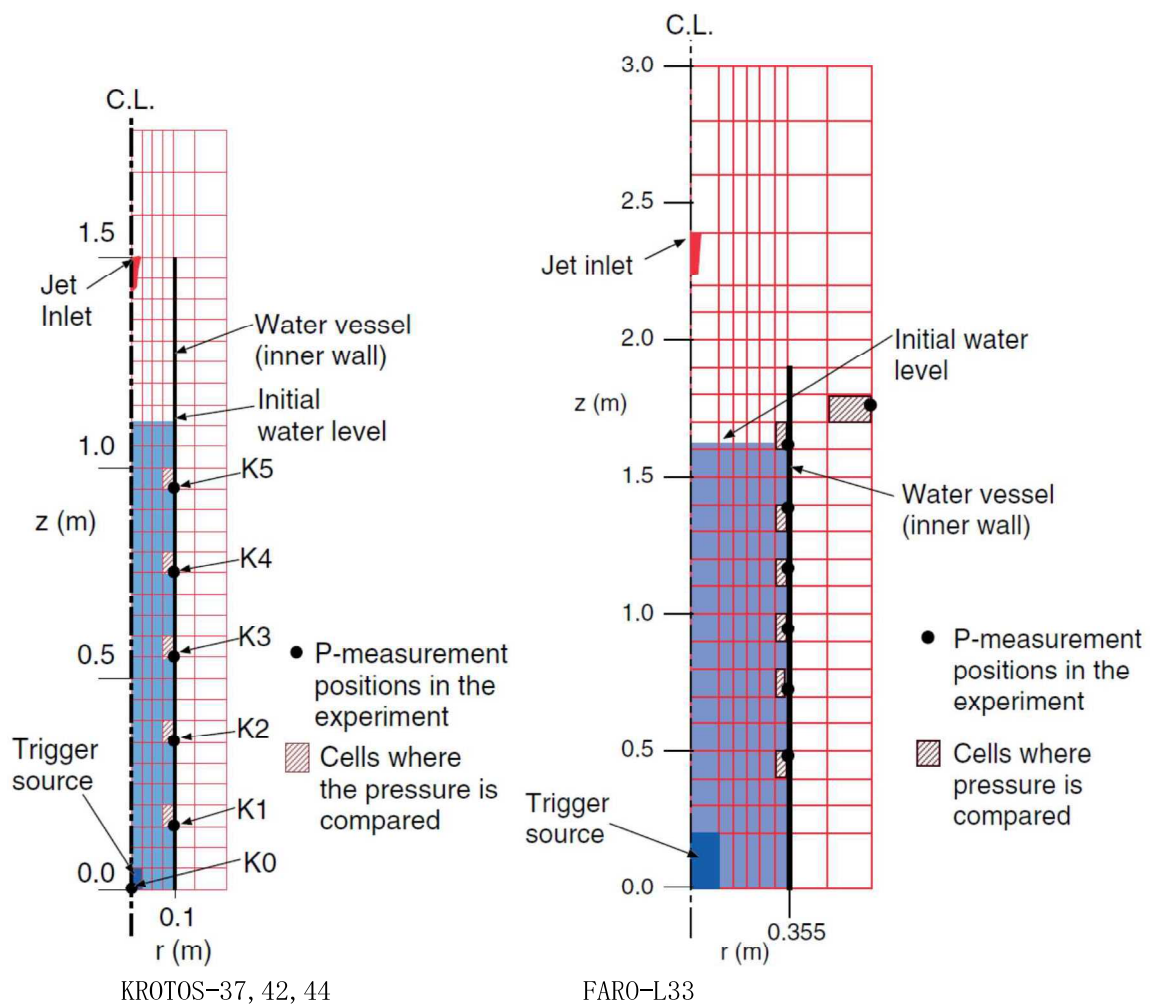 C.L.
1.5
Jet
Inlet
Water vessel
(inner wall)
Initial
water level
1.0
K5
z (m)
K4
K3
0.5
P-measurement
positions in the
experiment
K2
Trigger
source
Cells where
the pressure is
compared
K1
0.0
K0
0.1
r (m)
KROTOS-37, 42, 44
C.L.
3.0
2.5
Jet inlet
2.0
Initial water
level
z (m)
1.5
Water vessel
(inner wall)
1.0
P-measurement
positions in the
experiment
0.5
Cells where
pressure is
compared
Trigger
source
0.0
0.355
r (m)
FARO-L33